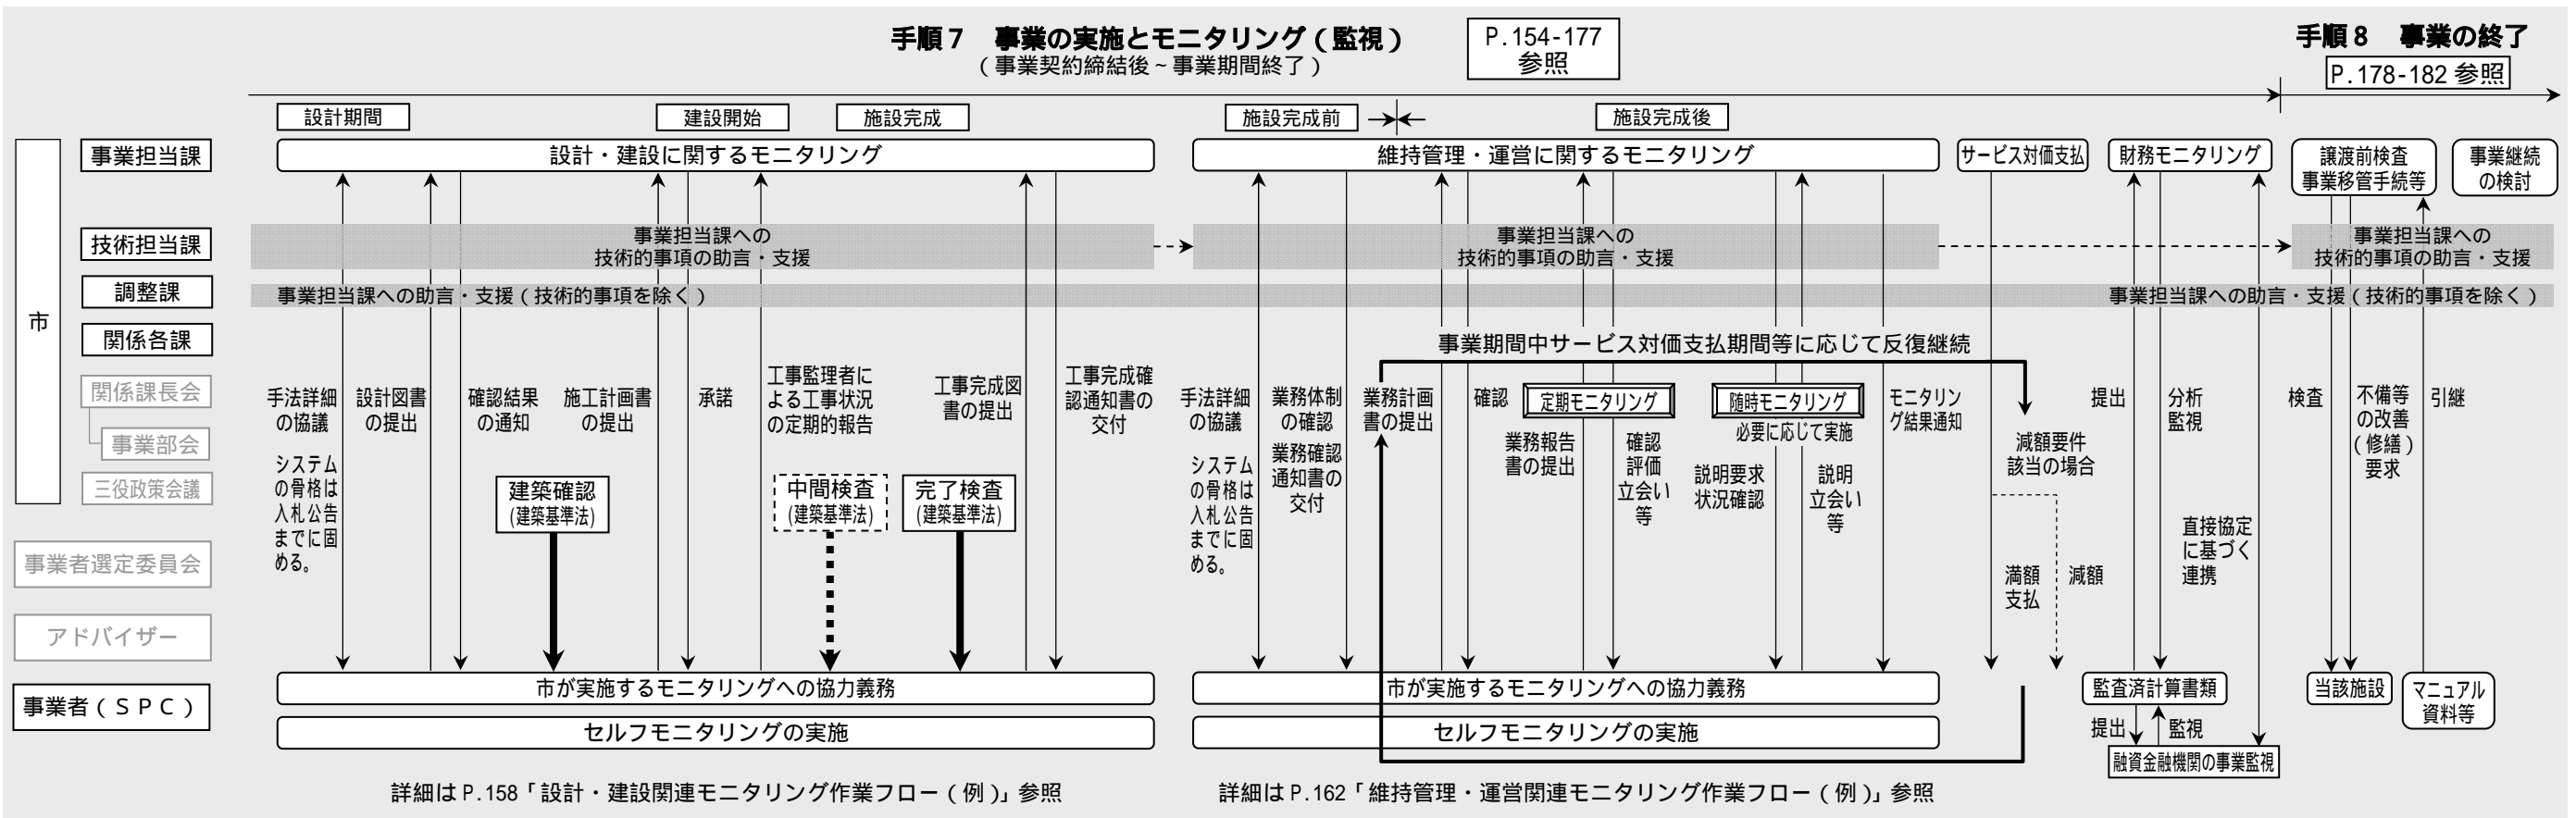 手順７　事業の実施とモニタリング（監視）
（事業契約締結後～事業期間終了）
P.154-177
参照
手順８　事業の終了
P.178-182 参照
設計期間
建設開始
施設完成
施設完成前
施設完成後
市
事業担当課
設計・建設に関するモニタリング
維持管理・運営に関するモニタリング
サービス対価支払
財務モニタリング
譲渡前検査
事業移管手続等
事業継続
の検討
技術担当課
事業担当課への
技術的事項の助言・支援
事業担当課への
技術的事項の助言・支援
事業担当課への
技術的事項の助言・支援
調整課
事業担当課への助言・支援（技術的事項を除く）
事業担当課への助言・支援（技術的事項を除く）
関係各課
事業期間中サービス対価支払期間等に応じて反復継続
関係課長会
事業部会
三役政策会議
事業者選定委員会
アドバイザー
事業者（ＳＰＣ）
手法詳細
の協議
システム
の骨格は
入札公告
までに固
める。
設計図書
の提出
確認結果
の通知
建築確認
(建築基準法)
施工計画書
の提出
承諾
工事監理者に
よる工事状況
の定期的報告
中間検査
(建築基準法)
工事完成図
書の提出
完了検査
(建築基準法)
工事完成確
認通知書の
交付
手法詳細
の協議
システム
の骨格は
入札公告
までに固
める。
業務体制
の確認
業務確認
通知書の
交付
業務計画
書の提出
確認
定期モニタリング
業務報告
書の提出
確認
評価
立会い
等
随時モニタリング
必要に応じて実施
説明要求
状況確認
説明
立会い
等
モニタリン
グ結果通知
減額要件
該当の場合
満額
支払
減額
提出
分析
監視
直接協定
に基づく
連携
検査
不備等
の改善
（修繕）
要求
引継
市が実施するモニタリングへの協力義務
セルフモニタリングの実施
市が実施するモニタリングへの協力義務
セルフモニタリングの実施
監査済計算書類
提出
監視
融資金融機関の事業監視
当該施設
マニュアル
資料等
詳細は P.158「設計・建設関連モニタリング作業フロー（例）」参照
詳細は P.162「維持管理・運営関連モニタリング作業フロー（例）」参照